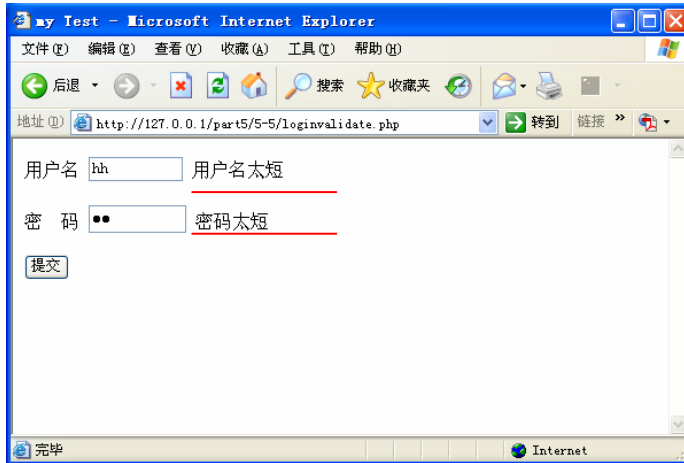 my Test - Microsoft Internet Explorer
文件(F) 编辑(E) 查看(V) 收藏(A) 工具(T) 帮助(H)
后退 搜索 收藏夹
地址(D) http://127.0.0.1/part5/5-5/loginvalidate.php 转到 链接 »
用户名 hh 用户名太短
密 码 ●● 密码太短
提交
完毕 Internet